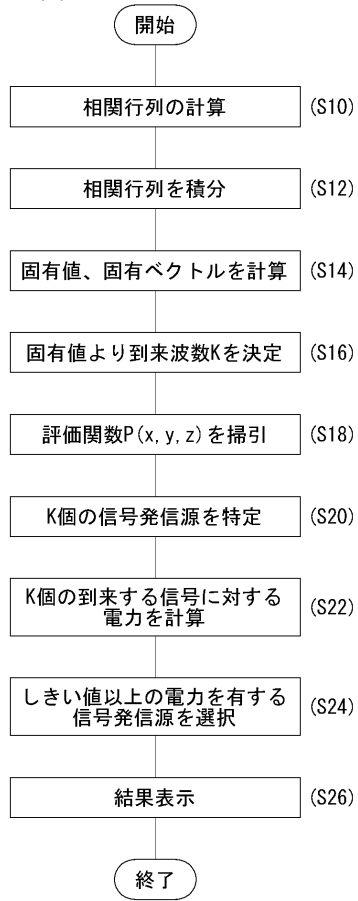 開始
相関行列の計算 (S10)
相関行列を積分 (S12)
固有値、固有ベクトルを計算 (S14)
固有値より到来波数Kを決定 (S16)
評価関数P(x, y, z)を掃引 (S18)
K個の信号発信源を特定 (S20)
K個の到来する信号に対する
電力を計算 (S22)
しきい値以上の電力を有する
信号発信源を選択 (S24)
結果表示 (S26)
終了